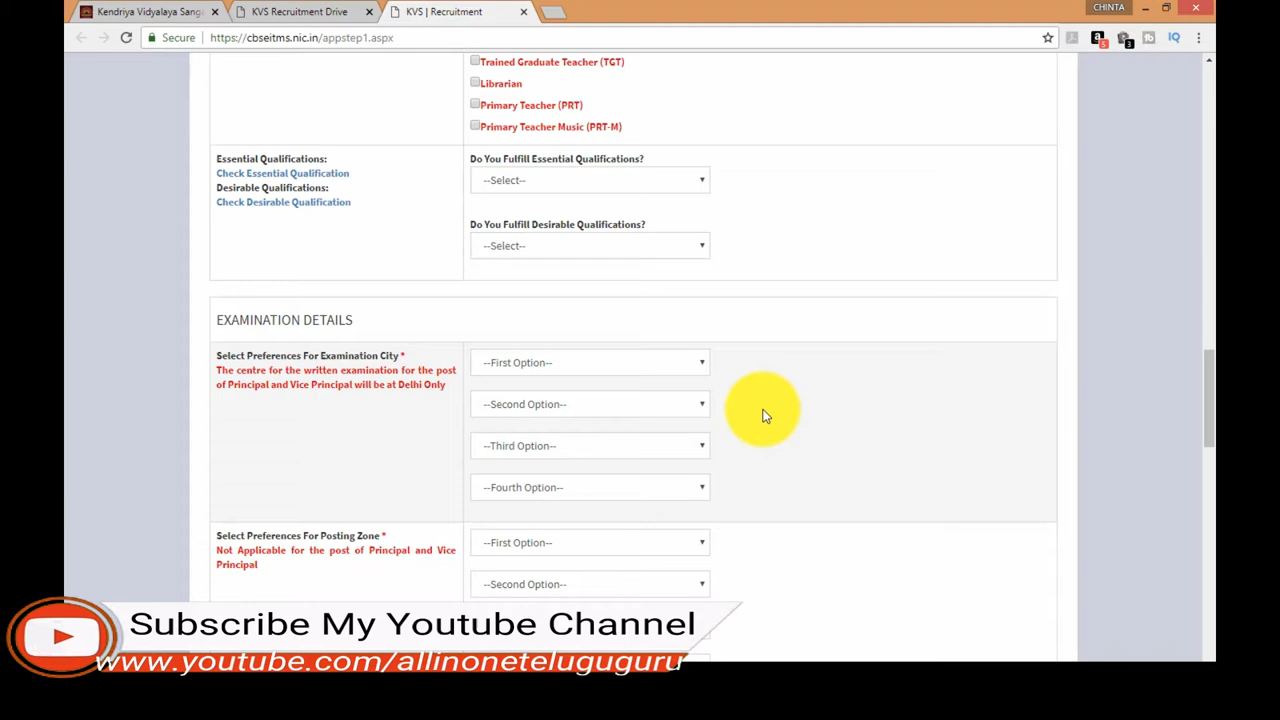 Kendriya Vidyalaya Sang
KVS Recruitment Drive
KVS | Recruitment
CHINTA
Secure
https://cbseitms.nic.in/appstep1.aspx
5
3
IQ
Trained Graduate Teacher (TGT)
Librarian
Primary Teacher (PRT)
Primary Teacher Music (PRT-M)
Essential Qualifications:
Check Essential Qualification
Desirable Qualifications:
Check Desirable Qualification
Do You Fulfill Essential Qualifications?
--Select--
Do You Fulfill Desirable Qualifications?
--Select--
EXAMINATION DETAILS
Select Preferences For Examination City *
The centre for the written examination for the post
of Principal and Vice Principal will be at Delhi Only
--First Option--
--Second Option--
--Third Option--
--Fourth Option--
Select Preferences For Posting Zone *
Not Applicable for the post of Principal and Vice
Principal
--First Option--
--Second Option--
Subscribe My Youtube Channel
www.youtube.com/allinonetelugugu​ru